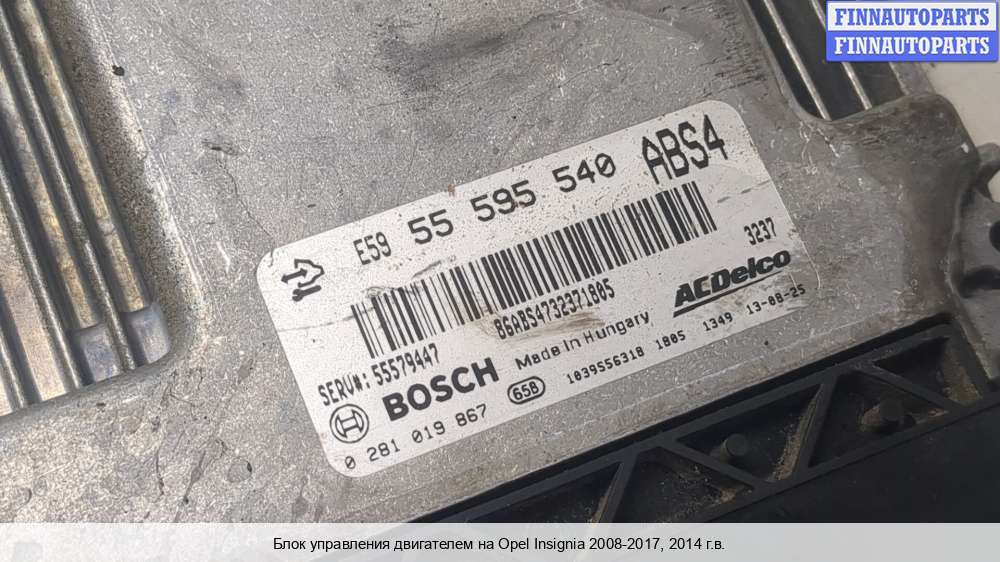 FINNAUTOPARTS
FINNAUTOPARTS
E59 55 595 540 ABS4
86ABS4732371805
3237
SERV#: 55579447
ACDelco
BOSCH Made in Hungary
0 281 019 867 65B 1039S56318 1805 1349 13-08-25
Блок управления двигателем на Opel Insignia 2008-2017, 2014 г.в.